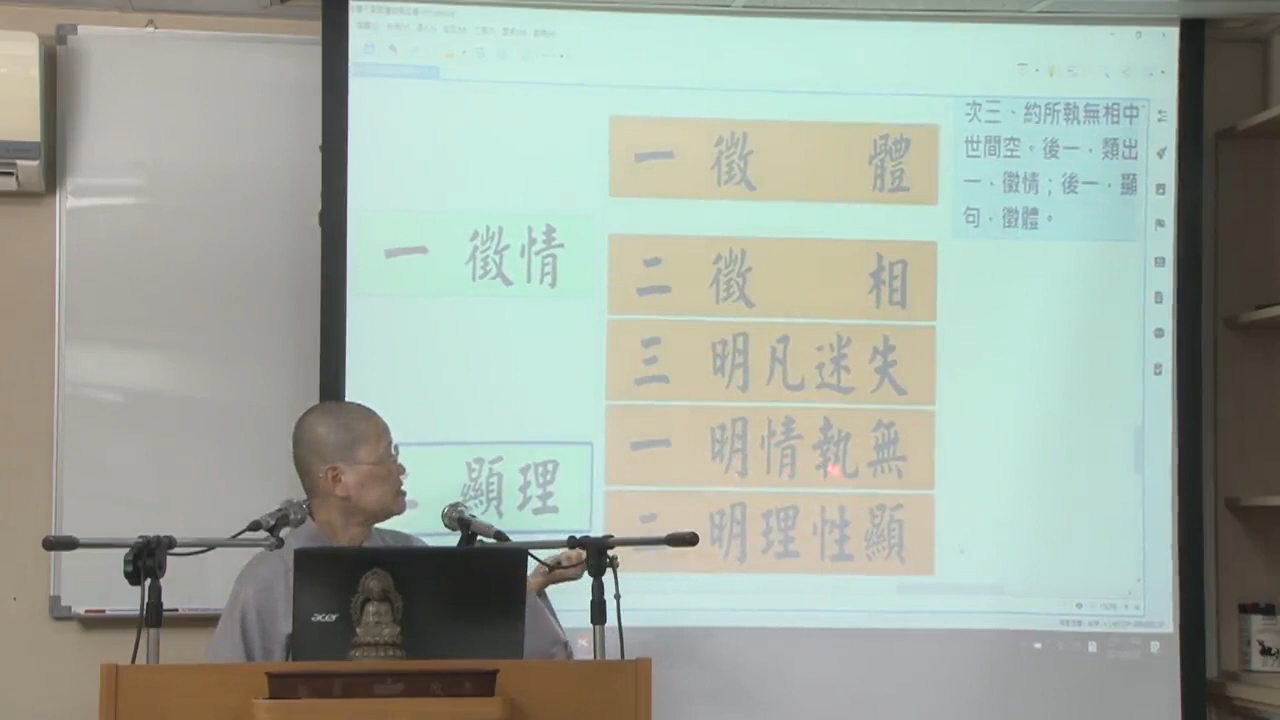 次三、約所執無相中
世間空。後一．類出
一．徵情；後一．顯
句．徵體。
一 徵 體
一 徵情
二 徵 相
三 明凡迷失
一 明情執無
顯理
二 明理性顯
acer